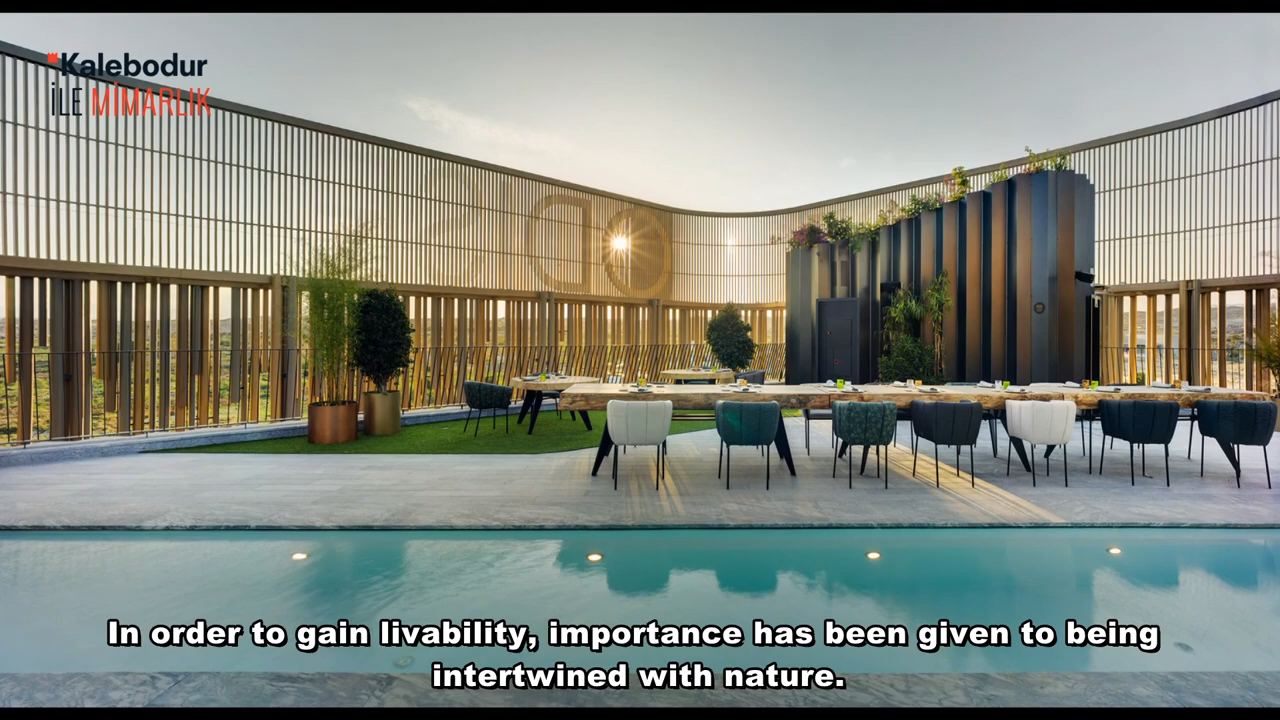 Kalebodur
İLE MİMARLIK
In order to gain livability, importance has been given to being
intertwined with nature.